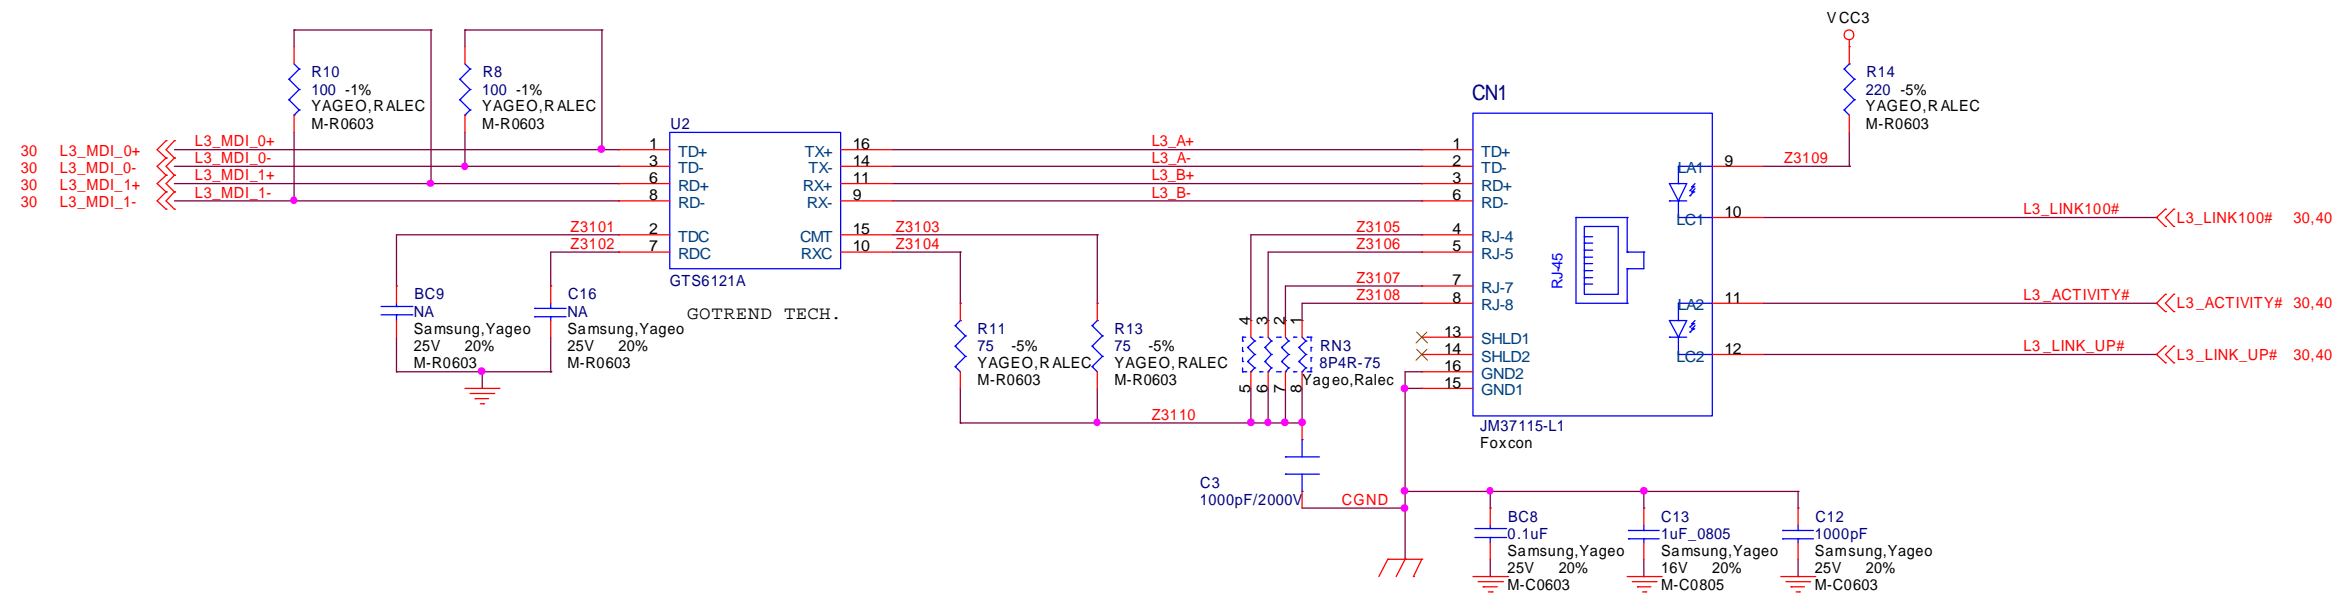 VCC3
R10
100 -1%
YAGEO,RALEC
M-R0603
R8
100 -1%
YAGEO,RALEC
M-R0603
R14
220 -5%
YAGEO,RALEC
M-R0603
CN1
U2
30 L3_MDI_0+
30 L3_MDI_0-
30 L3_MDI_1+
30 L3_MDI_1-
L3_MDI_0+
L3_MDI_0-
L3_MDI_1+
L3_MDI_1-
1 TD+
3 TD-
6 RD+
8 RD-
2 TDC
7 RDC
TX+ 16
TX- 14
RX+ 11
RX- 9
CMT 15
RXC 10
Z3101
Z3102
Z3103
Z3104
GTS6121A
GOTREND TECH.
L3_A+
L3_A-
L3_B+
L3_B-
Z3105
Z3106
Z3107
Z3108
1 TD+
2 TD-
3 RD+
6 RD-
4 RJ-4
5 RJ-5
7 RJ-7
8 RJ-8
13 SHLD1
14 SHLD2
16 GND2
15 GND1
RJ-45
LA1 9
LC1 10
LA2 11
LC2 12
Z3109
L3_LINK100#
L3_LINK100# 30,40
L3_ACTIVITY#
L3_ACTIVITY# 30,40
L3_LINK_UP#
L3_LINK_UP# 30,40
JM37115-L1
Foxcon
BC9
NA
Samsung,Yageo
25V 20%
M-R0603
C16
NA
Samsung,Yageo
25V 20%
M-R0603
R11
75 -5%
YAGEO,RALEC
M-R0603
R13
75 -5%
YAGEO,RALEC
M-R0603
4 3 2 1
RN3
8P4R-75
Yageo,Ralec
5 6 7 8
Z3110
C3
1000pF/2000V
CGND
BC8
0.1uF
Samsung,Yageo
25V 20%
M-C0603
C13
1uF_0805
Samsung,Yageo
16V 20%
M-C0805
C12
1000pF
Samsung,Yageo
25V 20%
M-C0603